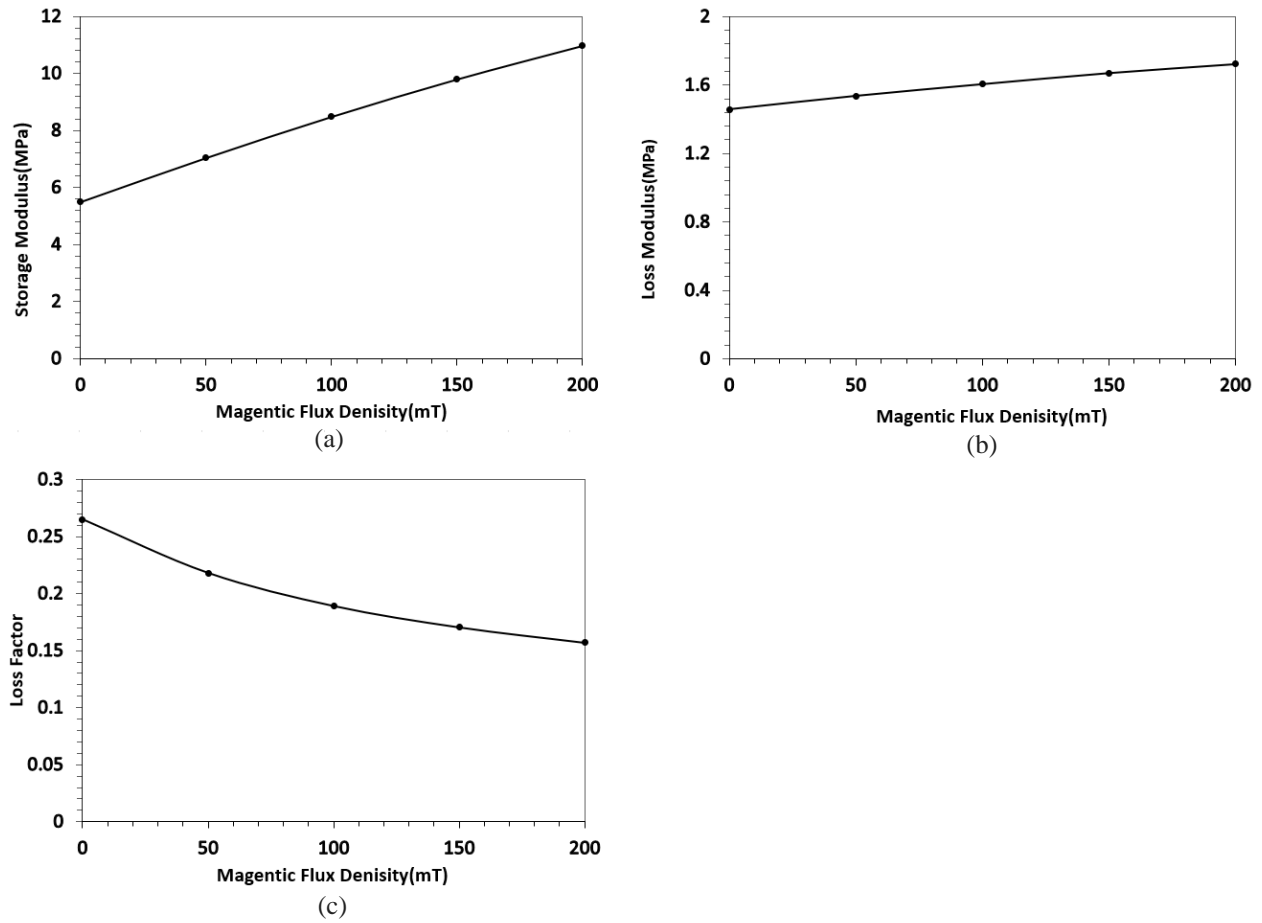 12
10
8
6
4
2
0
Storage Modulus(MPa)
0 50 100 150 200
Magentic Flux Denisity(mT)
(a)
2
1.6
1.2
0.8
0.4
0
Loss Modulus(MPa)
0 50 100 150 200
Magentic Flux Denisity(mT)
(b)
0.3
0.25
0.2
0.15
0.1
0.05
0
Loss Factor
0 50 100 150 200
Magentic Flux Denisity(mT)
(c)